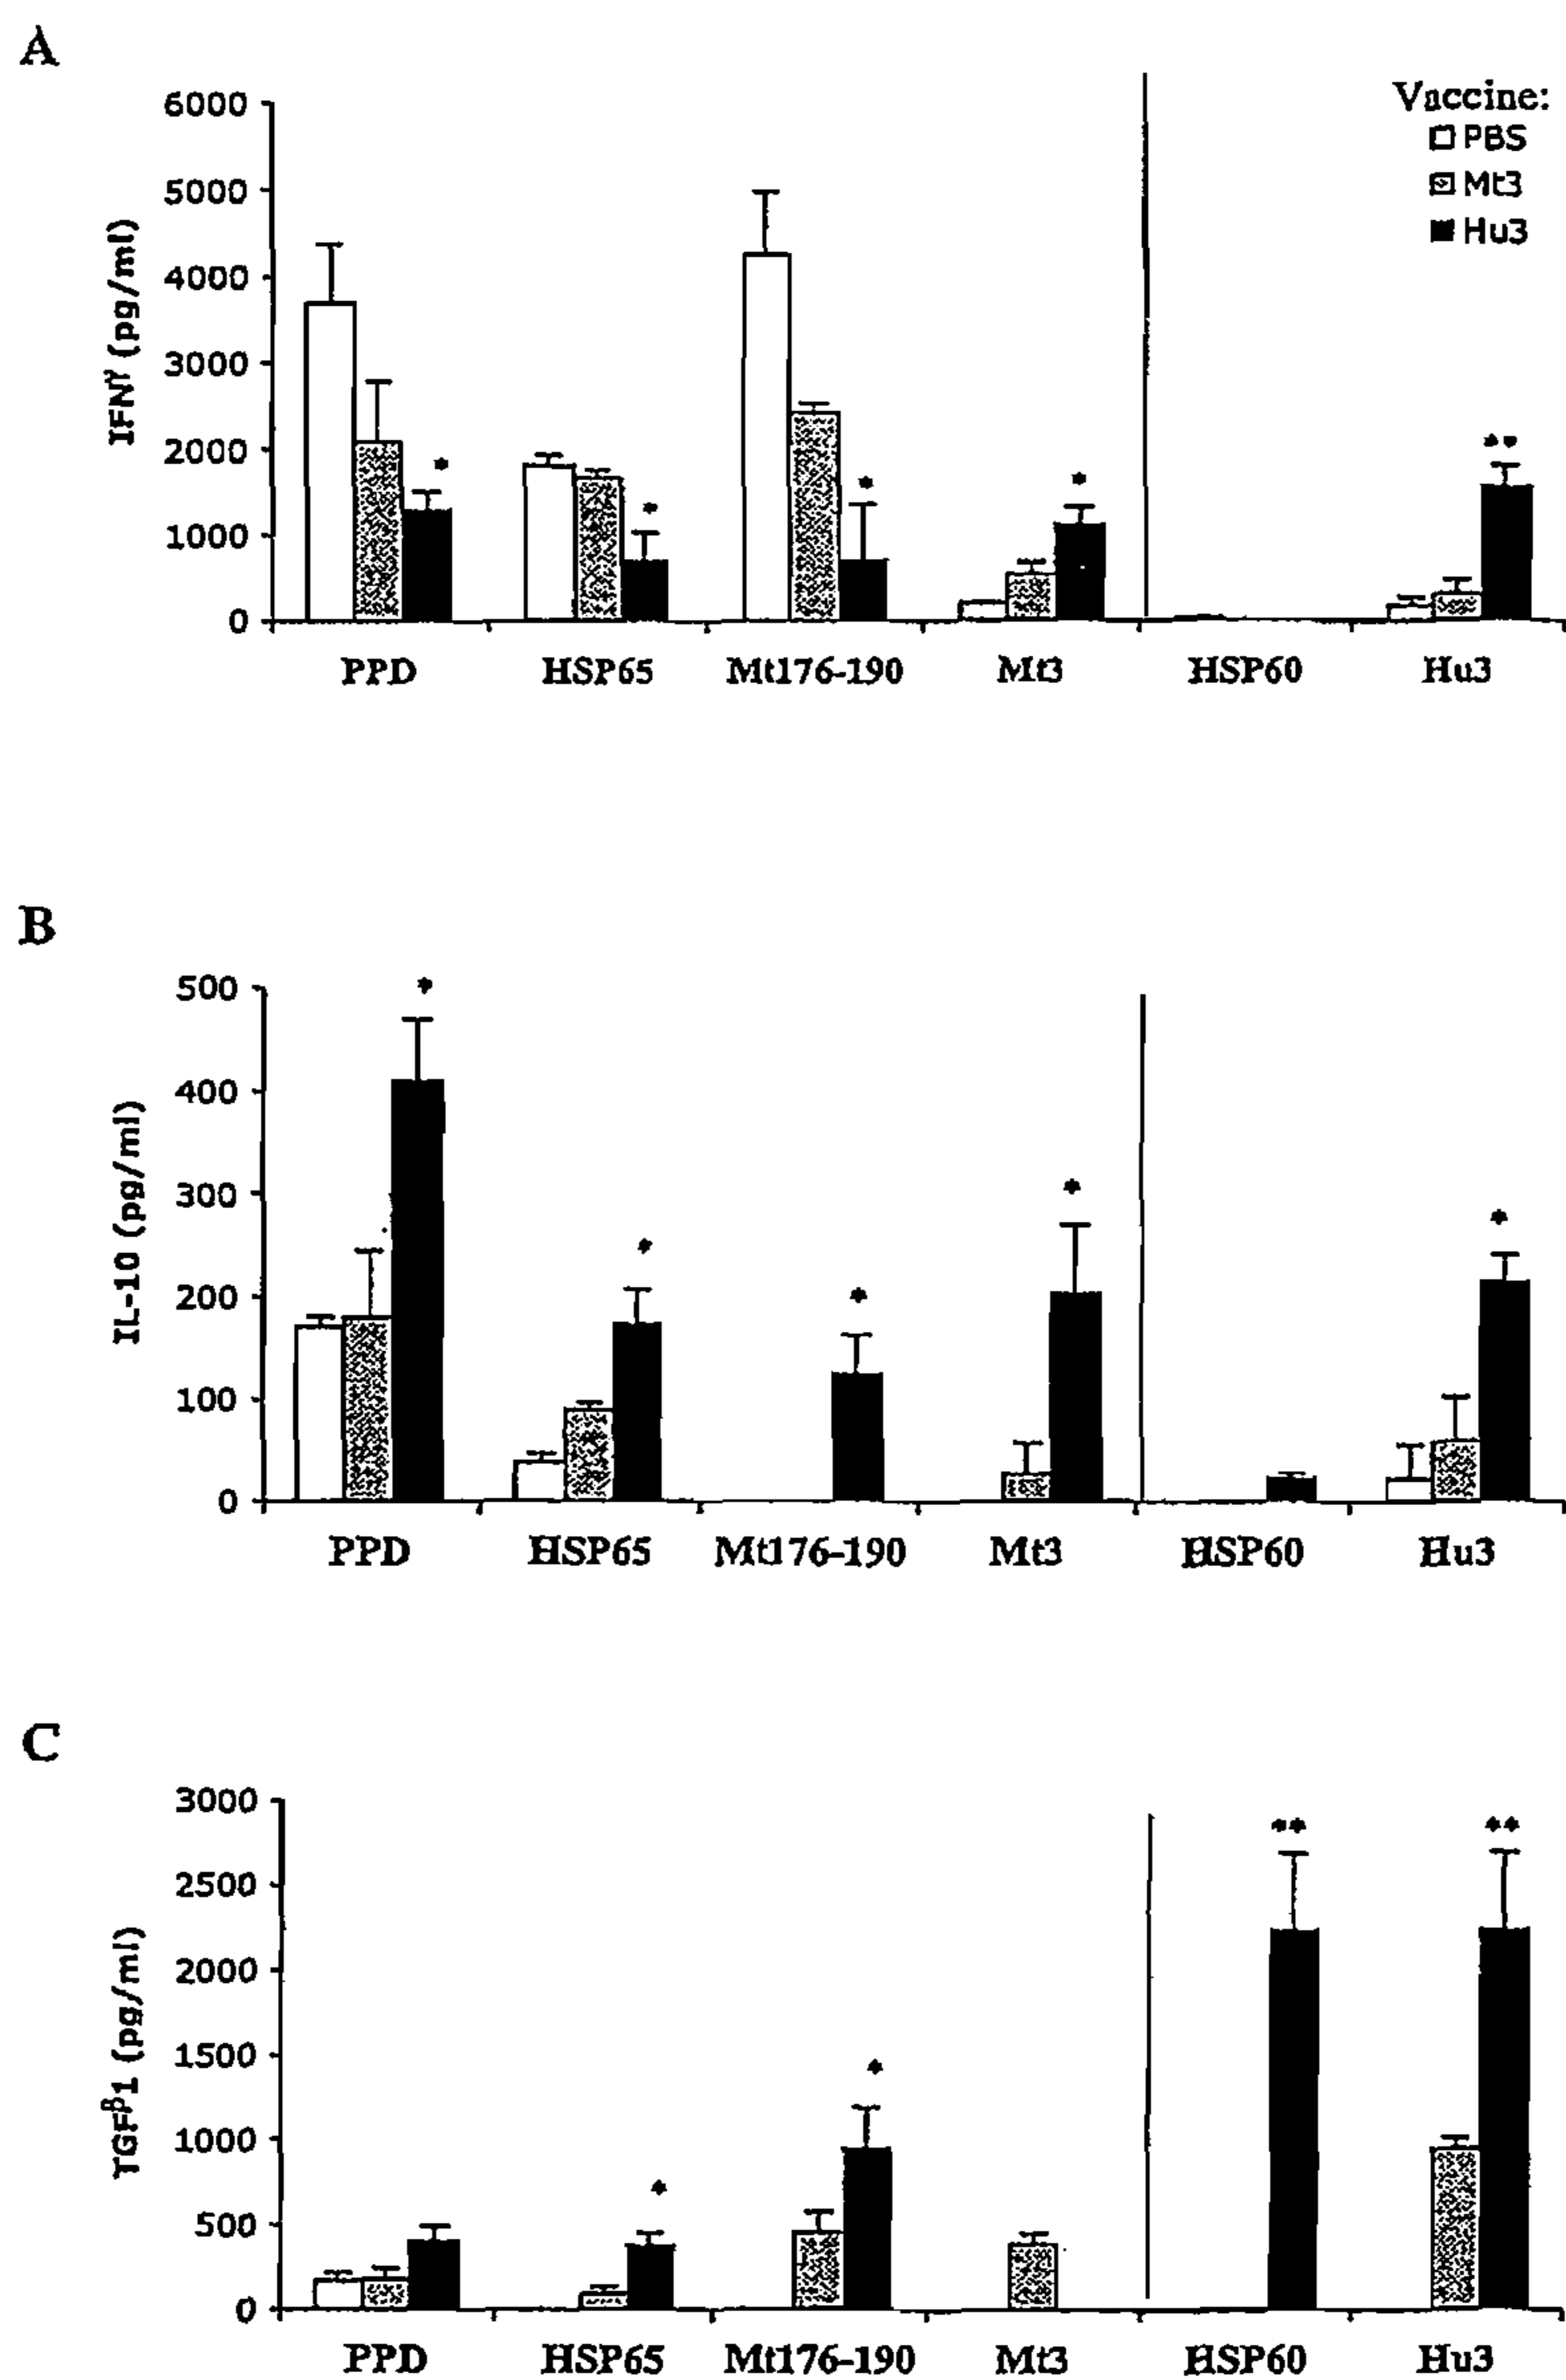 A
Vaccine:
PBS
Mt3
Hu3
6000
5000
4000
3000
2000
1000
0
IFNγ (pg/ml)
* * * * **
PPD HSP65 Mt176-190 Mt3 HSP60 Hu3
B
500
400
300
200
100
0
IL-10 (pg/ml)
* * * * *
PPD HSP65 Mt176-190 Mt3 HSP60 Hu3
C
3000
2500
2000
1500
1000
500
0
TGFβ1 (pg/ml)
* * ** **
PPD HSP65 Mt176-190 Mt3 HSP60 Hu3